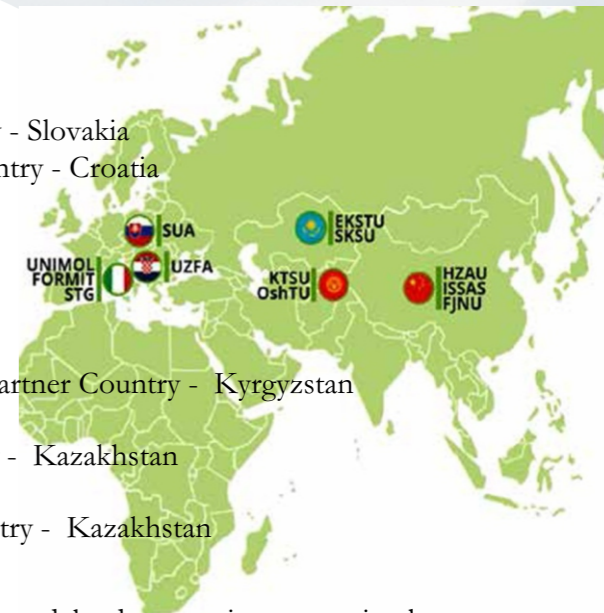 - Slovakia
ntry - Croatia
SUA
EKSTU
SKSU
UNIMOL
FORMIT
STG
UZFA
KTSU
OshTU
HZAU
ISSAS
FJNU
artner Country - Kyrgyzstan
- Kazakhstan
try - Kazakhstan